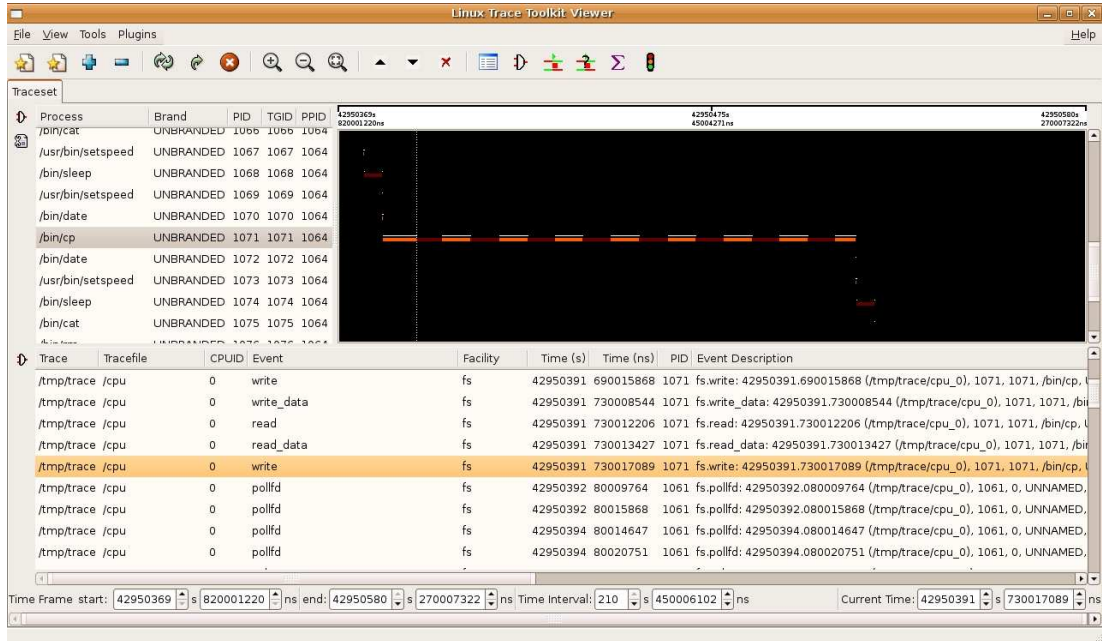 Linux Trace Toolkit Viewer
File View Tools Plugins Help
Traceset
Process Brand PID TGID PPID
42950369s 42950475s 42950580s
820001220ns 45004271ns 270007322ns
/bin/cat UNBRANDED 1066 1066 1064
/usr/bin/setspeed UNBRANDED 1067 1067 1064
/bin/sleep UNBRANDED 1068 1068 1064
/usr/bin/setspeed UNBRANDED 1069 1069 1064
/bin/date UNBRANDED 1070 1070 1064
/bin/cp UNBRANDED 1071 1071 1064
/bin/date UNBRANDED 1072 1072 1064
/usr/bin/setspeed UNBRANDED 1073 1073 1064
/bin/sleep UNBRANDED 1074 1074 1064
/bin/cat UNBRANDED 1075 1075 1064
Trace Tracefile CPUID Event Facility Time (s) Time (ns) PID Event Description
/tmp/trace /cpu 0 write fs 42950391 690015868 1071 fs.write: 42950391.690015868 (/tmp/trace/cpu_0), 1071, 1071, /bin/cp,
/tmp/trace /cpu 0 write_data fs 42950391 730008544 1071 fs.write_data: 42950391.730008544 (/tmp/trace/cpu_0), 1071, 1071, /bi
/tmp/trace /cpu 0 read fs 42950391 730012206 1071 fs.read: 42950391.730012206 (/tmp/trace/cpu_0), 1071, 1071, /bin/cp,
/tmp/trace /cpu 0 read_data fs 42950391 730013427 1071 fs.read_data: 42950391.730013427 (/tmp/trace/cpu_0), 1071, 1071, /bin
/tmp/trace /cpu 0 write fs 42950391 730017089 1071 fs.write: 42950391.730017089 (/tmp/trace/cpu_0), 1071, 1071, /bin/cp,
/tmp/trace /cpu 0 pollfd fs 42950392 80009764 1061 fs.pollfd: 42950392.080009764 (/tmp/trace/cpu_0), 1061, 0, UNNAMED,
/tmp/trace /cpu 0 pollfd fs 42950392 80015868 1061 fs.pollfd: 42950392.080015868 (/tmp/trace/cpu_0), 1061, 0, UNNAMED,
/tmp/trace /cpu 0 pollfd fs 42950394 80014647 1061 fs.pollfd: 42950394.080014647 (/tmp/trace/cpu_0), 1061, 0, UNNAMED,
/tmp/trace /cpu 0 pollfd fs 42950394 80020751 1061 fs.pollfd: 42950394.080020751 (/tmp/trace/cpu_0), 1061, 0, UNNAMED,
Time Frame start: 42950369 s 820001220 ns end: 42950580 s 270007322 ns Time Interval: 210 s 450006102 ns Current Time: 42950391 s 730017089 ns